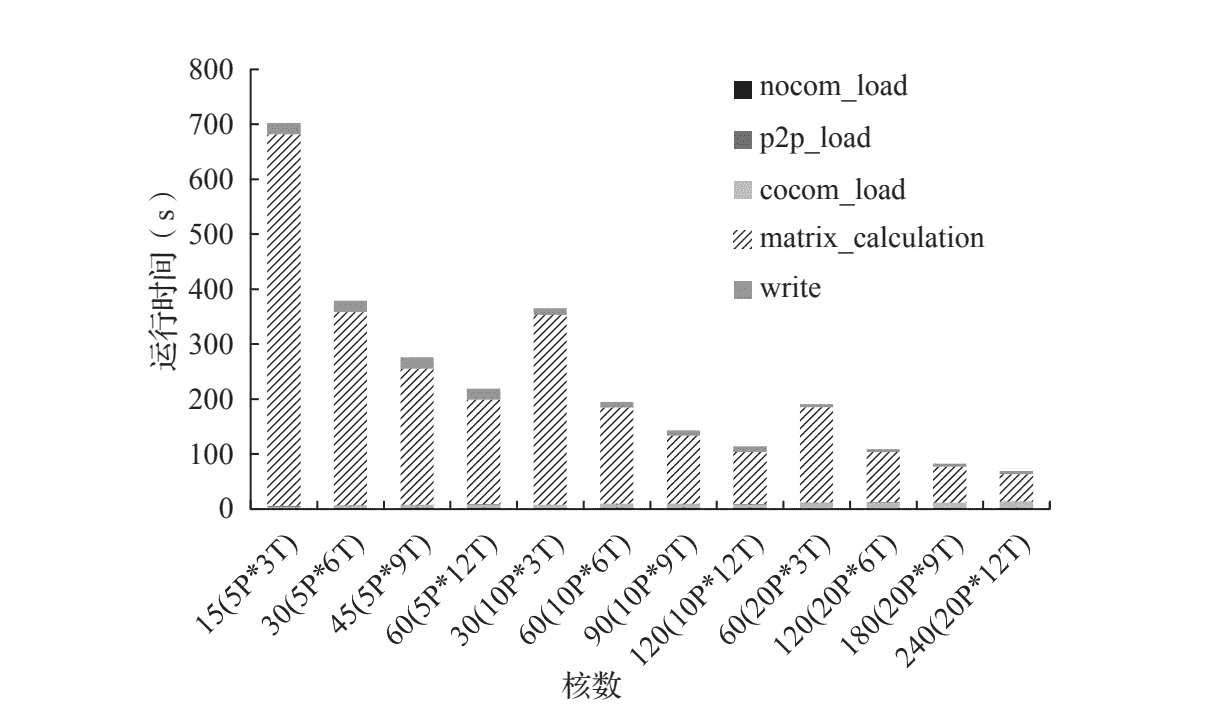 800
700
600
500
400
300
200
100
0
运行时间（s）
nocom_load
p2p_load
cocom_load
matrix_calculation
write
15(5P*3T)
30(5P*6T)
45(5P*9T)
60(5P*12T)
30(10P*3T)
60(10P*6T)
90(10P*9T)
120(10P*12T)
60(20P*3T)
120(20P*6T)
180(20P*9T)
240(20P*12T)
核数